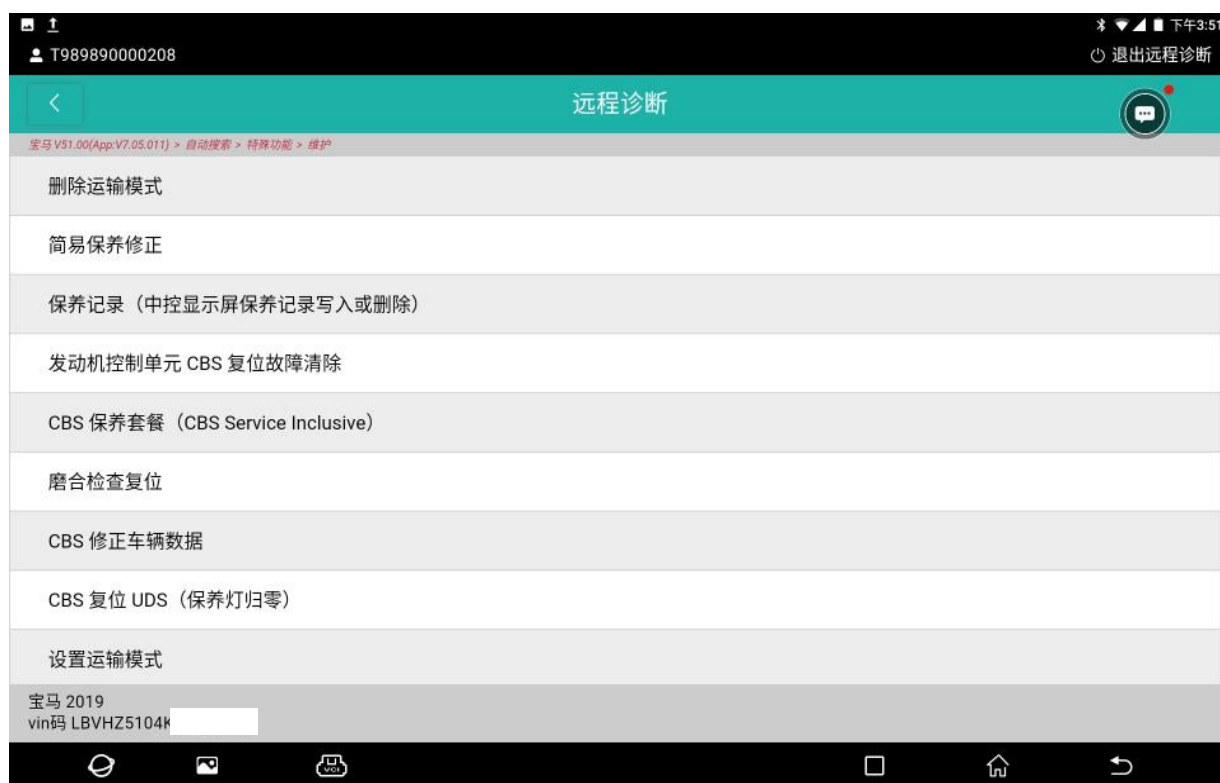 下午3:51
T989890000208
退出远程诊断
远程诊断
宝马 V51.00(App:V7.05.011) > 自动搜索 > 特殊功能 > 维护
删除运输模式
简易保养修正
保养记录（中控显示屏保养记录写入或删除）
发动机控制单元 CBS 复位故障清除
CBS 保养套餐（CBS Service Inclusive）
磨合检查复位
CBS 修正车辆数据
CBS 复位 UDS（保养灯归零）
设置运输模式
宝马 2019
vin码 LBVHZ5104K
VCI